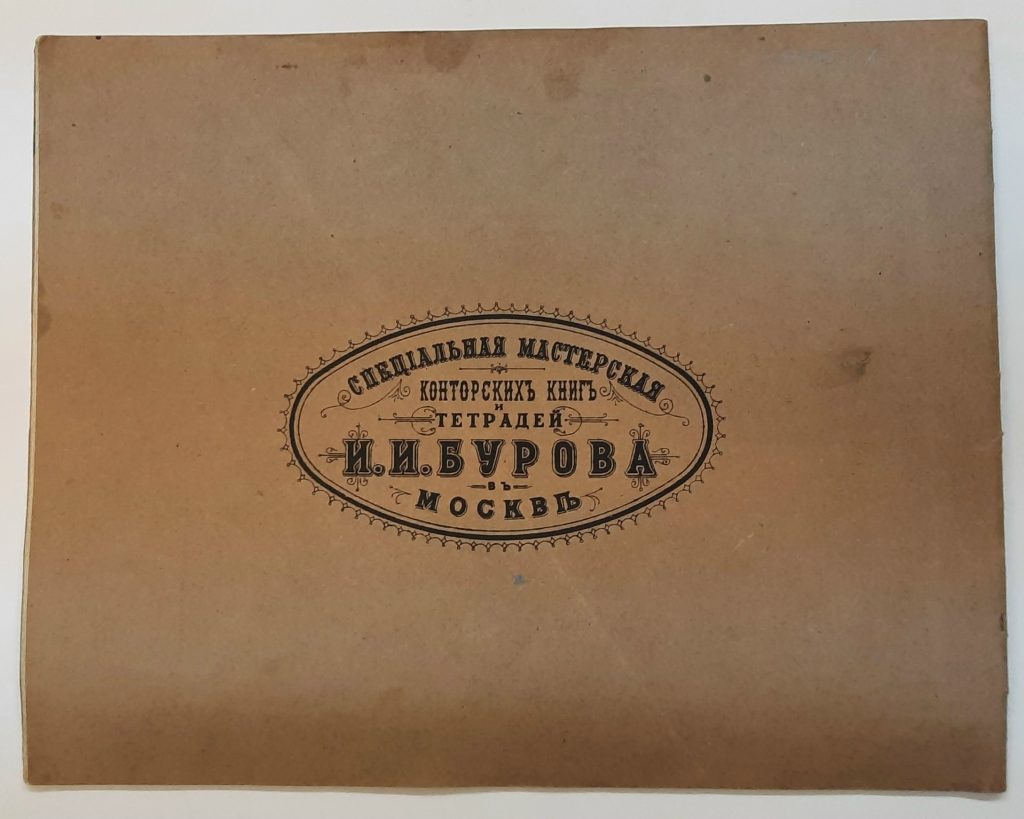 СПЕЦІАЛЬНАЯ МАСТЕРСКАЯ
КОНТОРСКИХЪ КНИГЪ
И
ТЕТРАДЕЙ
И.И.БУРОВА
ВЪ
МОСКВѢ